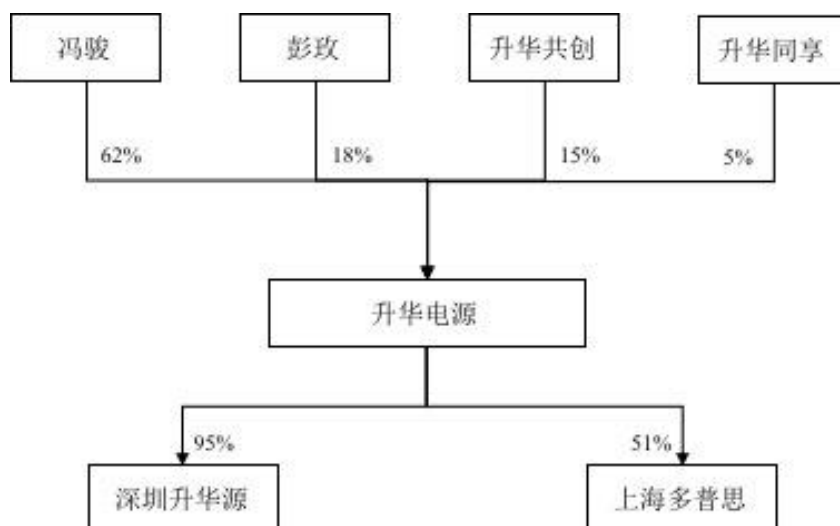 冯骏
彭玫
升华共创
升华同享
62%
18%
15%
5%
升华电源
95%
51%
深圳升华源
上海多普思